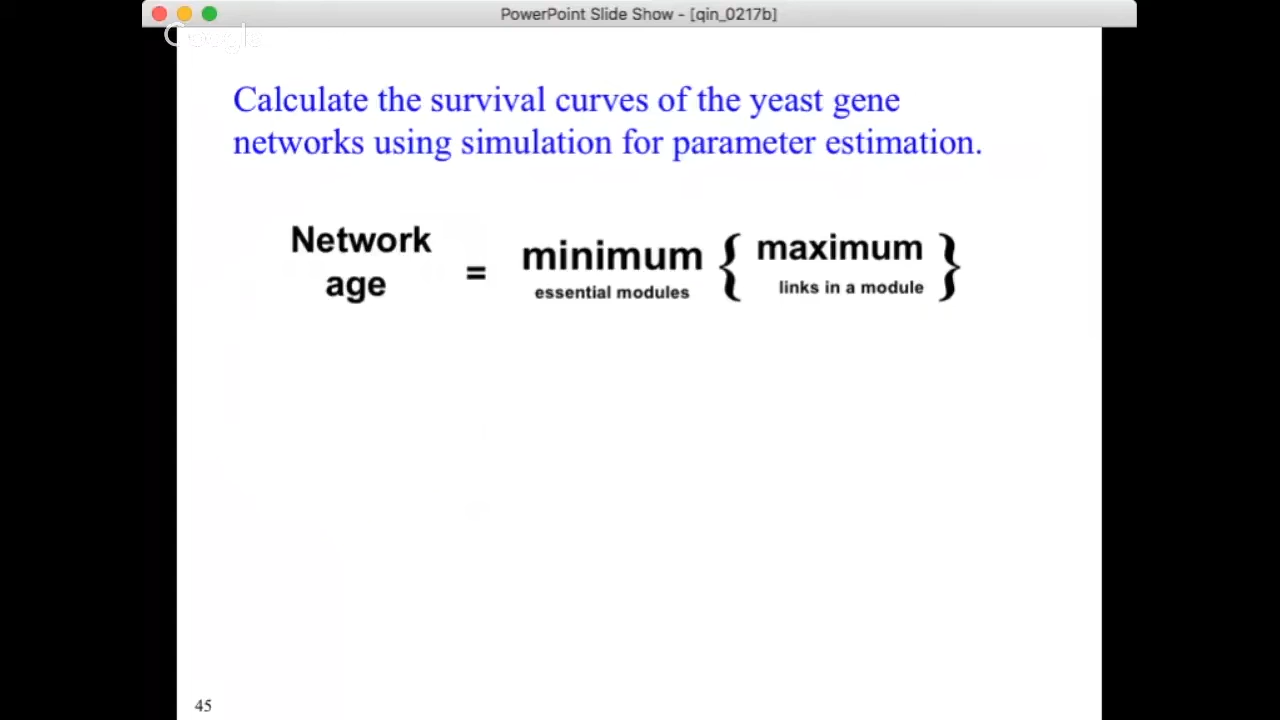 PowerPoint Slide Show - [qin_0217b]
Google
Calculate the survival curves of the yeast gene
networks using simulation for parameter estimation.
Network
age
=
minimum
essential modules
{ maximum }
links in a module
45